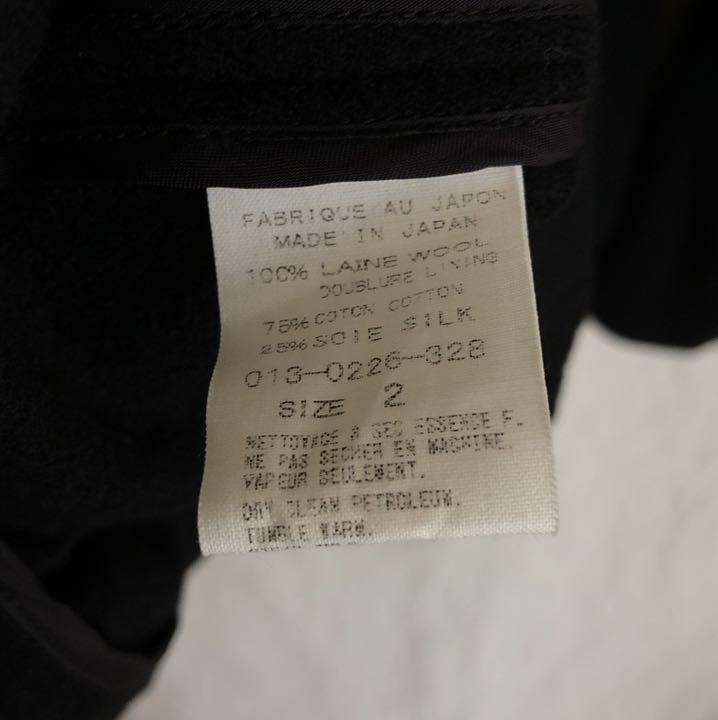 FABRIQUE AU JAPON
MADE IN JAPAN
100% LAINE WOOL
DOUBLURE LINING
75% COTON COTTON
25% SOIE SILK
013-0226-328
SIZE 2
NETTOYAGE A SEC ESSENCE F.
NE PAS SECHER EN MACHINE.
VAPEUR SEULEMENT.
DRY CLEAN PETROLEUM.
TUMBLE WARM.